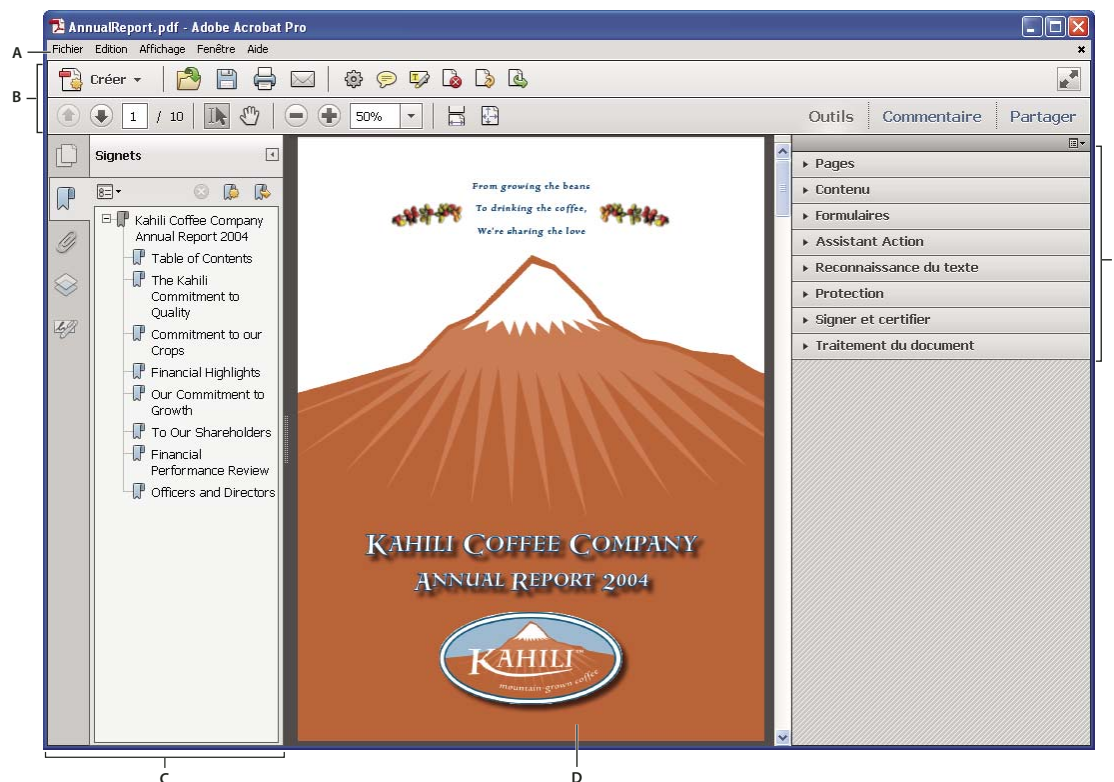 AnnualReport.pdf - Adobe Acrobat Pro
A
Fichier Edition Affichage Fenêtre Aide
B
Créer
1 / 10
50%
Outils Commentaire Partager
Signets
Kahili Coffee Company
Annual Report 2004
Table of Contents
The Kahili
Commitment to
Quality
Commitment to our
Crops
Financial Highlights
Our Commitment to
Growth
To Our Shareholders
Financial
Performance Review
Officers and Directors
From growing the beans
To drinking the coffee,
We're sharing the love
KAHILI COFFEE COMPANY
ANNUAL REPORT 2004
KAHILI™
mountain-grown coffee
Pages
Contenu
Formulaires
Assistant Action
Reconnaissance du texte
Protection
Signer et certifier
Traitement du document
C
D